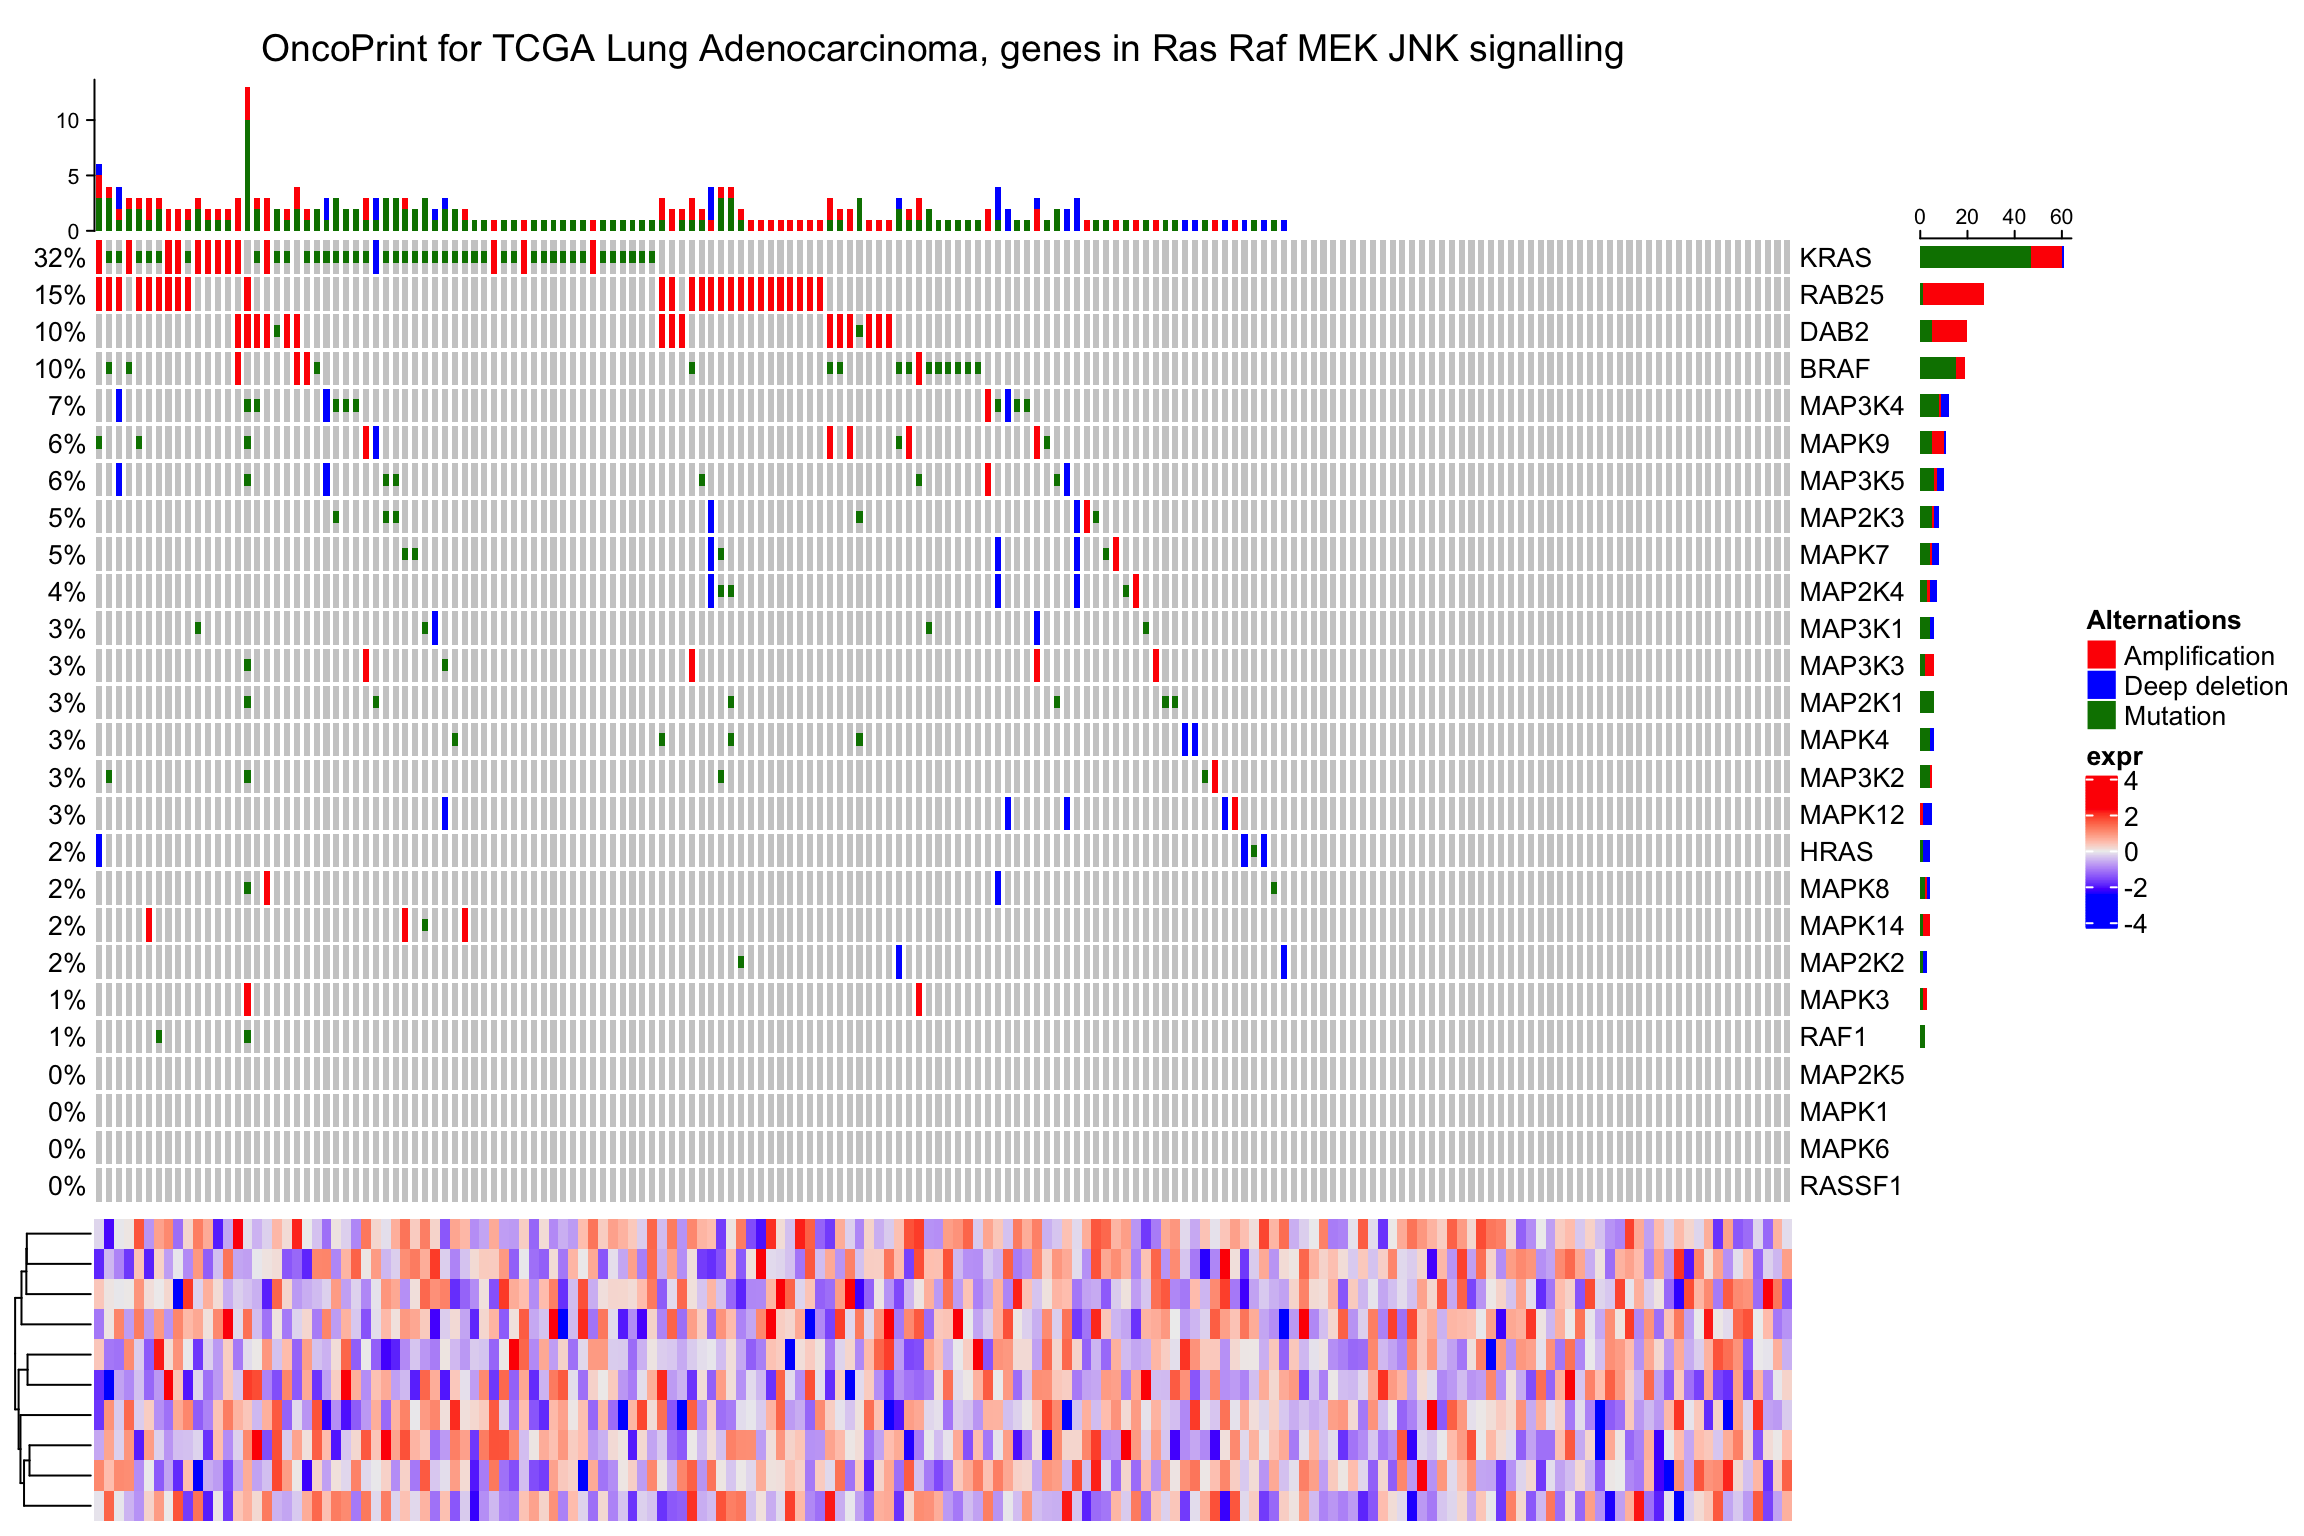 OncoPrint for TCGA Lung Adenocarcinoma, genes in Ras Raf MEK JNK signalling
10
5
0
0 20 40 60
32% KRAS
15% RAB25
10% DAB2
10% BRAF
7% MAP3K4
6% MAPK9
6% MAP3K5
5% MAP2K3
5% MAPK7
4% MAP2K4
3% MAP3K1
3% MAP3K3
3% MAP2K1
3% MAPK4
3% MAP3K2
3% MAPK12
2% HRAS
2% MAPK8
2% MAPK14
2% MAP2K2
1% MAPK3
1% RAF1
0% MAP2K5
0% MAPK1
0% MAPK6
0% RASSF1
Alternations
Amplification
Deep deletion
Mutation
expr
4
2
0
-2
-4